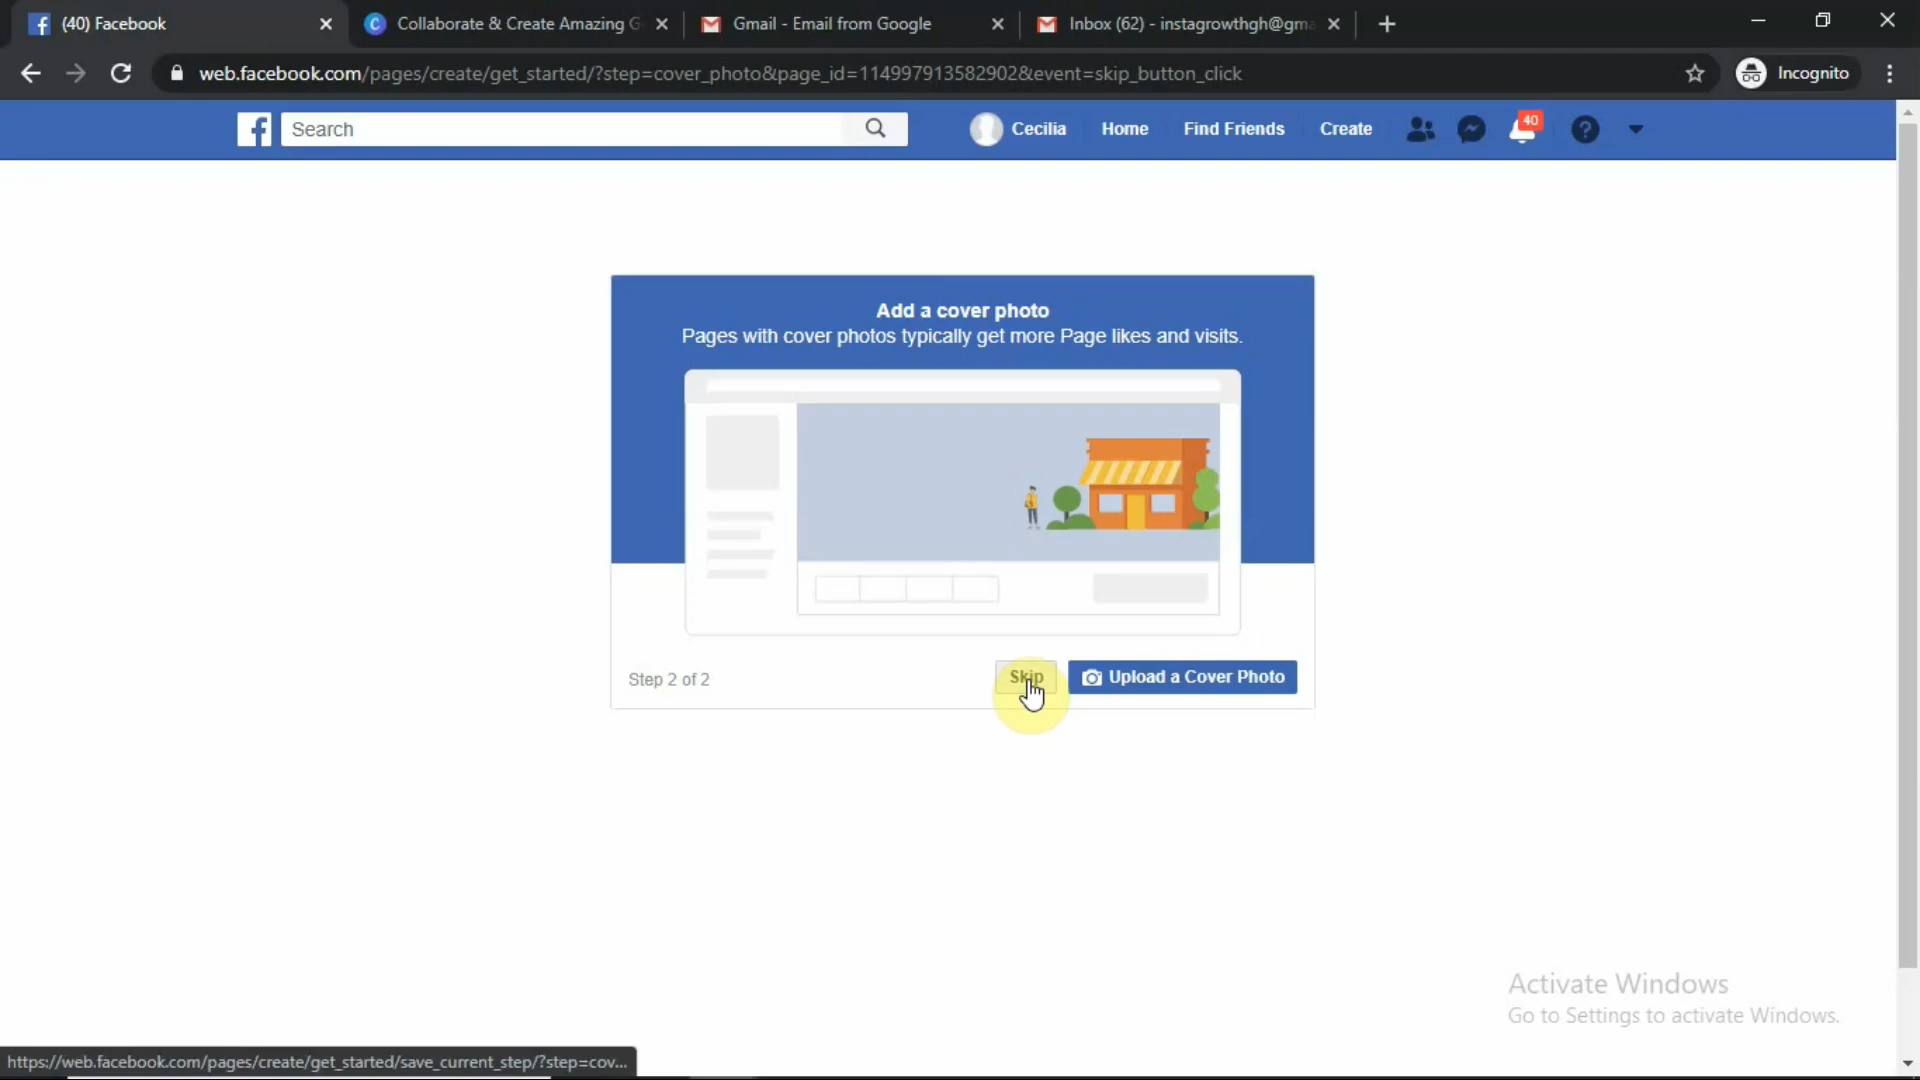 (40) Facebook
Collaborate & Create Amazing G
Gmail - Email from Google
Inbox (62) - instagrowthgh@gma
web.facebook.com/pages/create/get_started/?step=cover_photo&page_id=114997913582902&event=skip_button_click
Incognito
Search
Cecilia
Home
Find Friends
Create
40
Add a cover photo
Pages with cover photos typically get more Page likes and visits.
Step 2 of 2
Skip
Upload a Cover Photo
Activate Windows
Go to Settings to activate Windows.
https://web.facebook.com/pages/create/get_started/save_current_step/?step=cov...